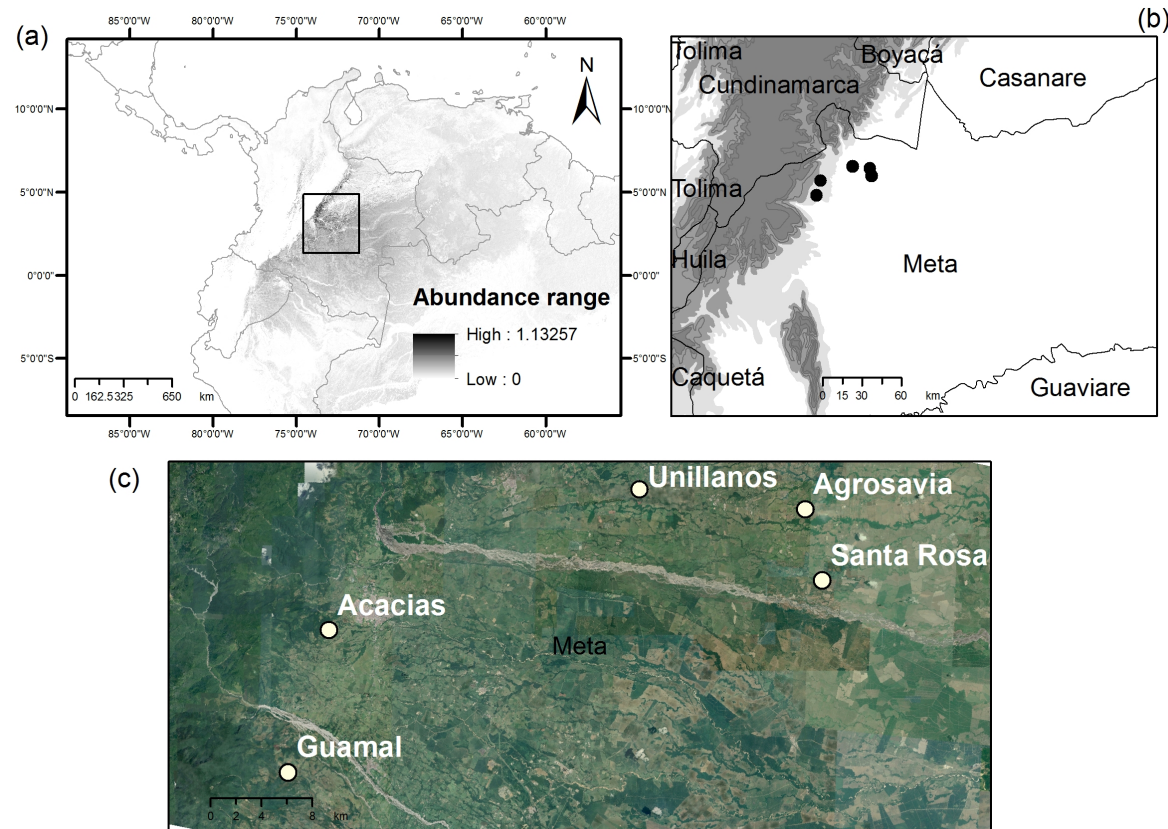 (a)
85°0'0"W 80°0'0"W 75°0'0"W 70°0'0"W 65°0'0"W 60°0'0"W
10°0'0"N
5°0'0"N
0°0'0"
5°0'0"S
10°0'0"N
5°0'0"N
0°0'0"
5°0'0"S
N
Abundance range
High : 1.13257
Low : 0
0 162.5325 650 km
85°0'0"W 80°0'0"W 75°0'0"W 70°0'0"W 65°0'0"W 60°0'0"W
(b)
Tolima
Boyacá
Cundinamarca
Casanare
Tolima
Huila
Meta
Caquetá
Guaviare
0 15 30 60 km
(c)
Unillanos
Agrosavia
Santa Rosa
Acacias
Meta
Guamal
0 2 4 8 km